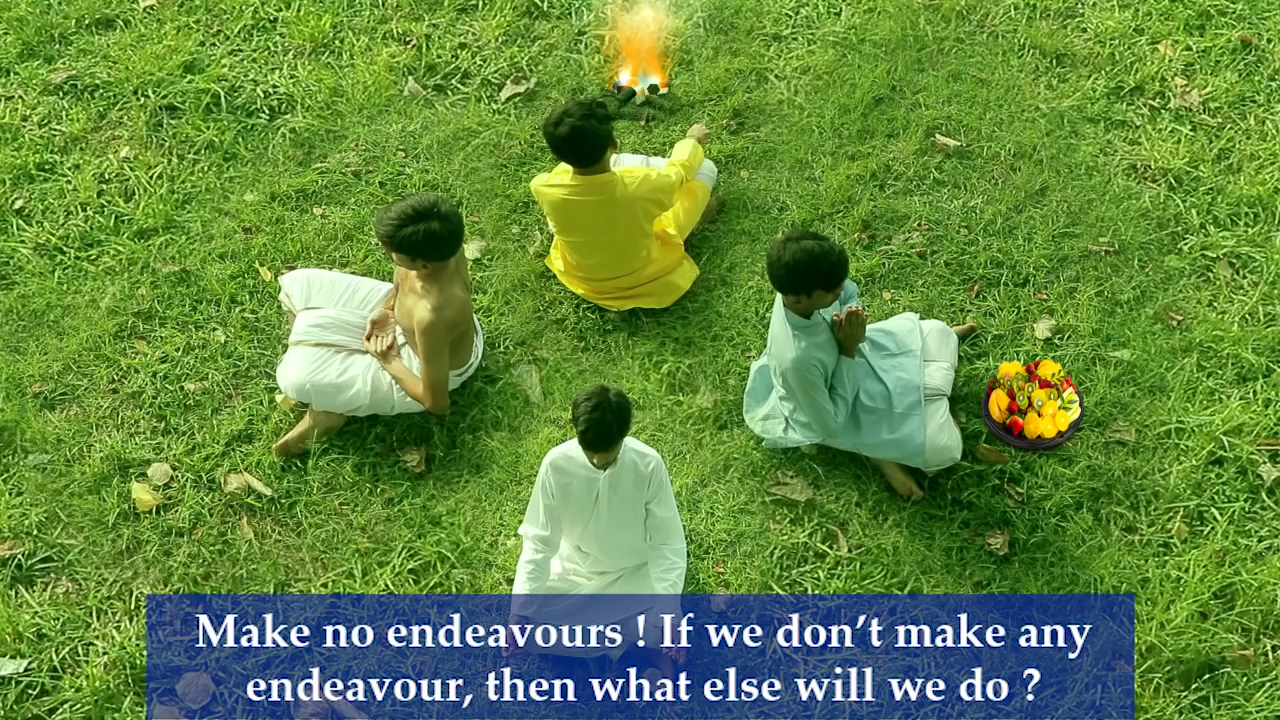 Make no endeavours ! If we don’t make any
endeavour, then what else will we do ?